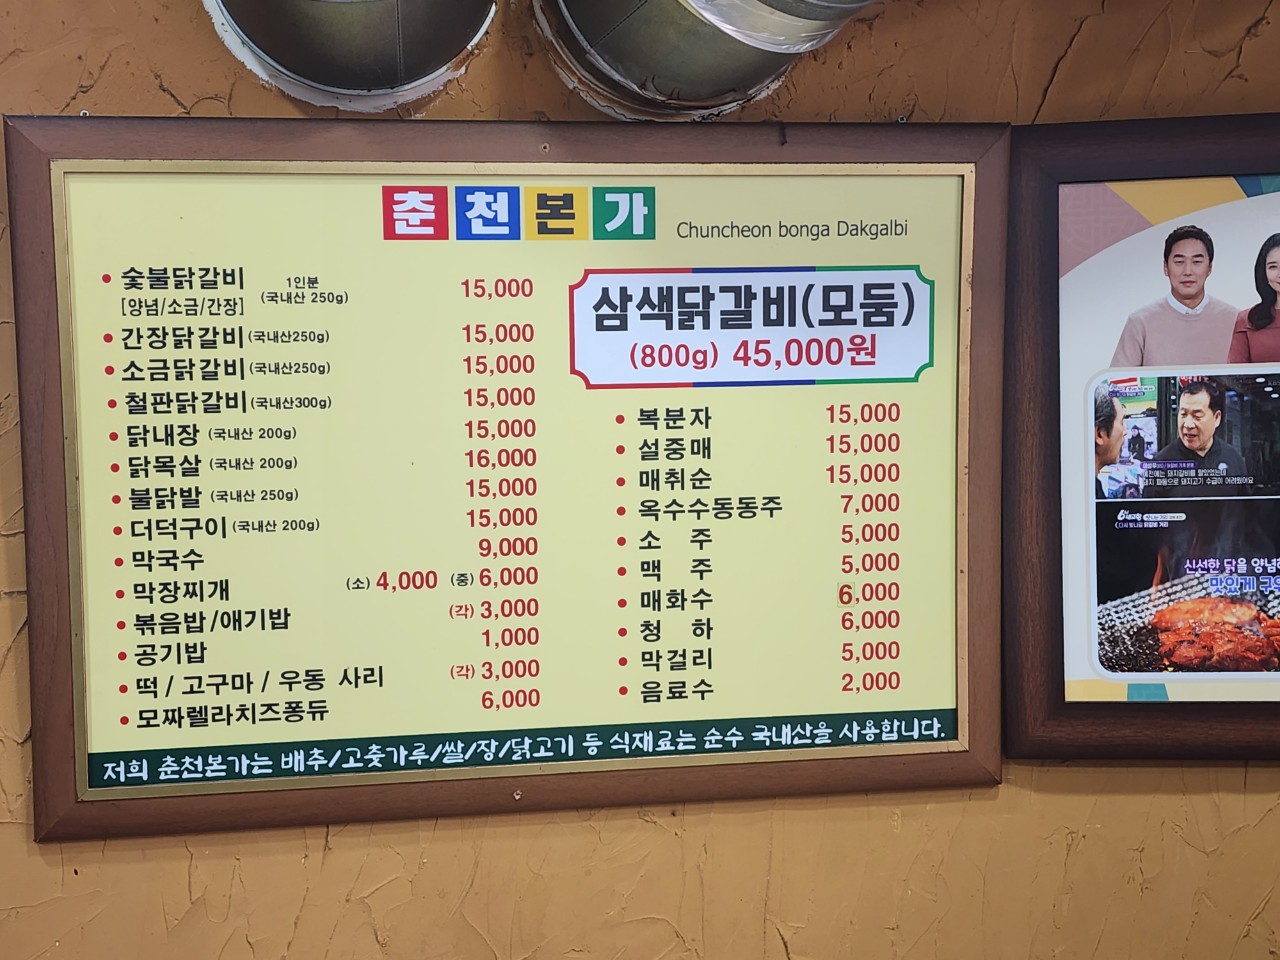 춘천본가
Chuncheon bonga Dakgalbi
• 숯불닭갈비 1인분
[양념/소금/간장] (국내산 250g) 15,000
• 간장닭갈비 (국내산250g) 15,000
• 소금닭갈비 (국내산250g) 15,000
• 철판닭갈비 (국내산300g) 15,000
• 닭내장 (국내산 200g) 15,000
• 닭목살 (국내산 200g) 16,000
• 불닭발 (국내산 250g) 15,000
• 더덕구이 (국내산 200g) 15,000
• 막국수 9,000
• 막장찌개 (소) 4,000 (중) 6,000
• 볶음밥/애기밥 (각) 3,000
• 공기밥 1,000
• 떡/고구마/우동 사리 (각) 3,000
• 모짜렐라치즈퐁듀 6,000
삼색닭갈비(모둠)
(800g) 45,000원
• 복분자 15,000
• 설중매 15,000
• 매취순 15,000
• 옥수수동동주 7,000
• 소 주 5,000
• 맥 주 5,000
• 매화수 6,000
• 청 하 6,000
• 막걸리 5,000
• 음료수 2,000
저희 춘천본가는 배추/고춧가루/쌀/장/닭고기 등 식재료는 순수 국내산을 사용합니다.
신선한 닭을 양념
맛있게